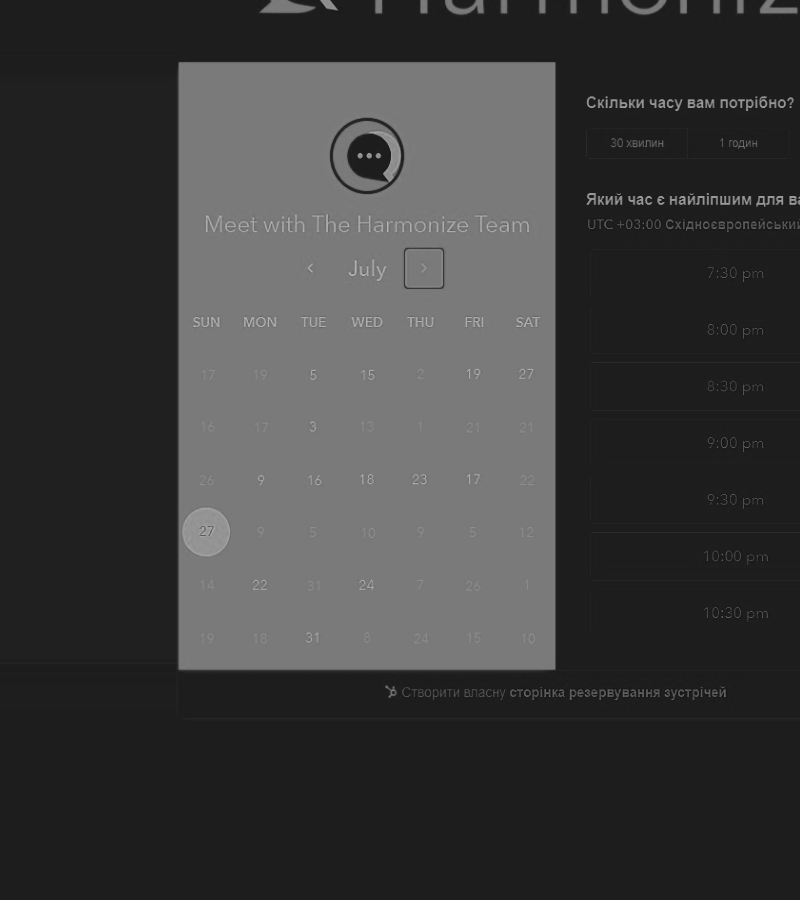 Harmoniz
Meet with The Harmonize Team
July
SUN MON TUE WED THU FRI SAT
17 19 5 15 2 19 27
16 17 3 13 1 21 21
26 9 16 18 23 17 22
27 9 5 10 9 5 12
14 22 31 24 7 26 1
19 18 31 8 24 15 10
Скільки часу вам потрібно?
30 хвилин 1 годин
Який час є найліпшим для ва
UTC +03:00 Східноєвропейський
7:30 pm
8:00 pm
8:30 pm
9:00 pm
9:30 pm
10:00 pm
10:30 pm
Створити власну сторінка резервування зустрічей